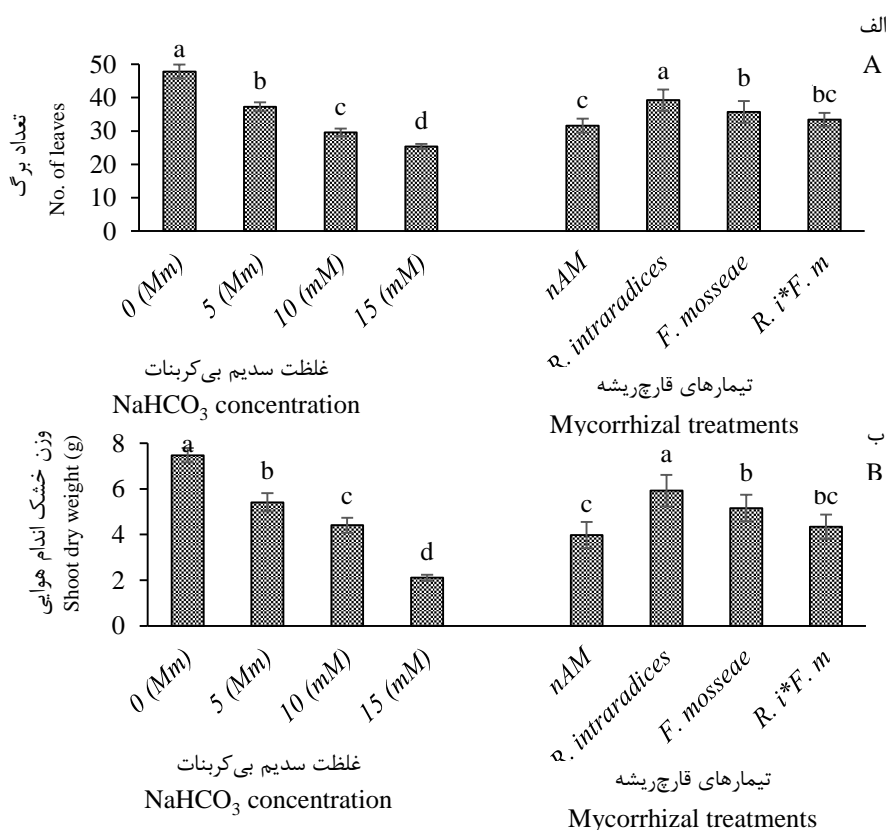 الف
A
a
b
c
d
c
a
b
bc
50
40
30
20
10
0
تعداد برگ
No. of leaves
0 (Mm)
5 (Mm)
10 (mM)
15 (mM)
nAM
R. intraradices
F. mosseae
R. i*F. m
غلظت سدیم بی‌کربنات
NaHCO₃ concentration
تیمارهای قارچ‌ریشه
Mycorrhizal treatments
ب
B
a
b
c
d
c
a
b
bc
8
6
4
2
0
وزن خشک اندام هوایی
Shoot dry weight (g)
0 (Mm)
5 (Mm)
10 (mM)
15 (mM)
nAM
R. intraradices
F. mosseae
R. i*F. m
غلظت سدیم بی‌کربنات
NaHCO₃ concentration
تیمارهای قارچ‌ریشه
Mycorrhizal treatments